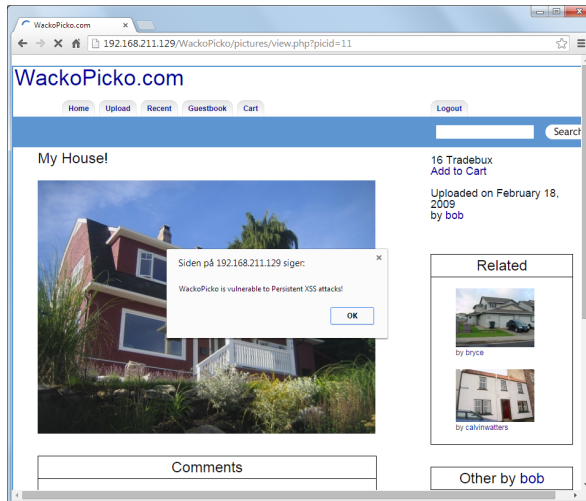 WackoPicko.com
192.168.211.129/WackoPicko/pictures/view.php?picid=11
WackoPicko.com
Home Upload Recent Guestbook Cart Logout
Search
My House!
16 Tradebux
Add to Cart
Uploaded on February 18,
2009
by bob
Siden på 192.168.211.129 siger:
WackoPicko is vulnerable to Persistent XSS attacks!
OK
Related
by bryce
by calvinwatters
Comments
Other by bob